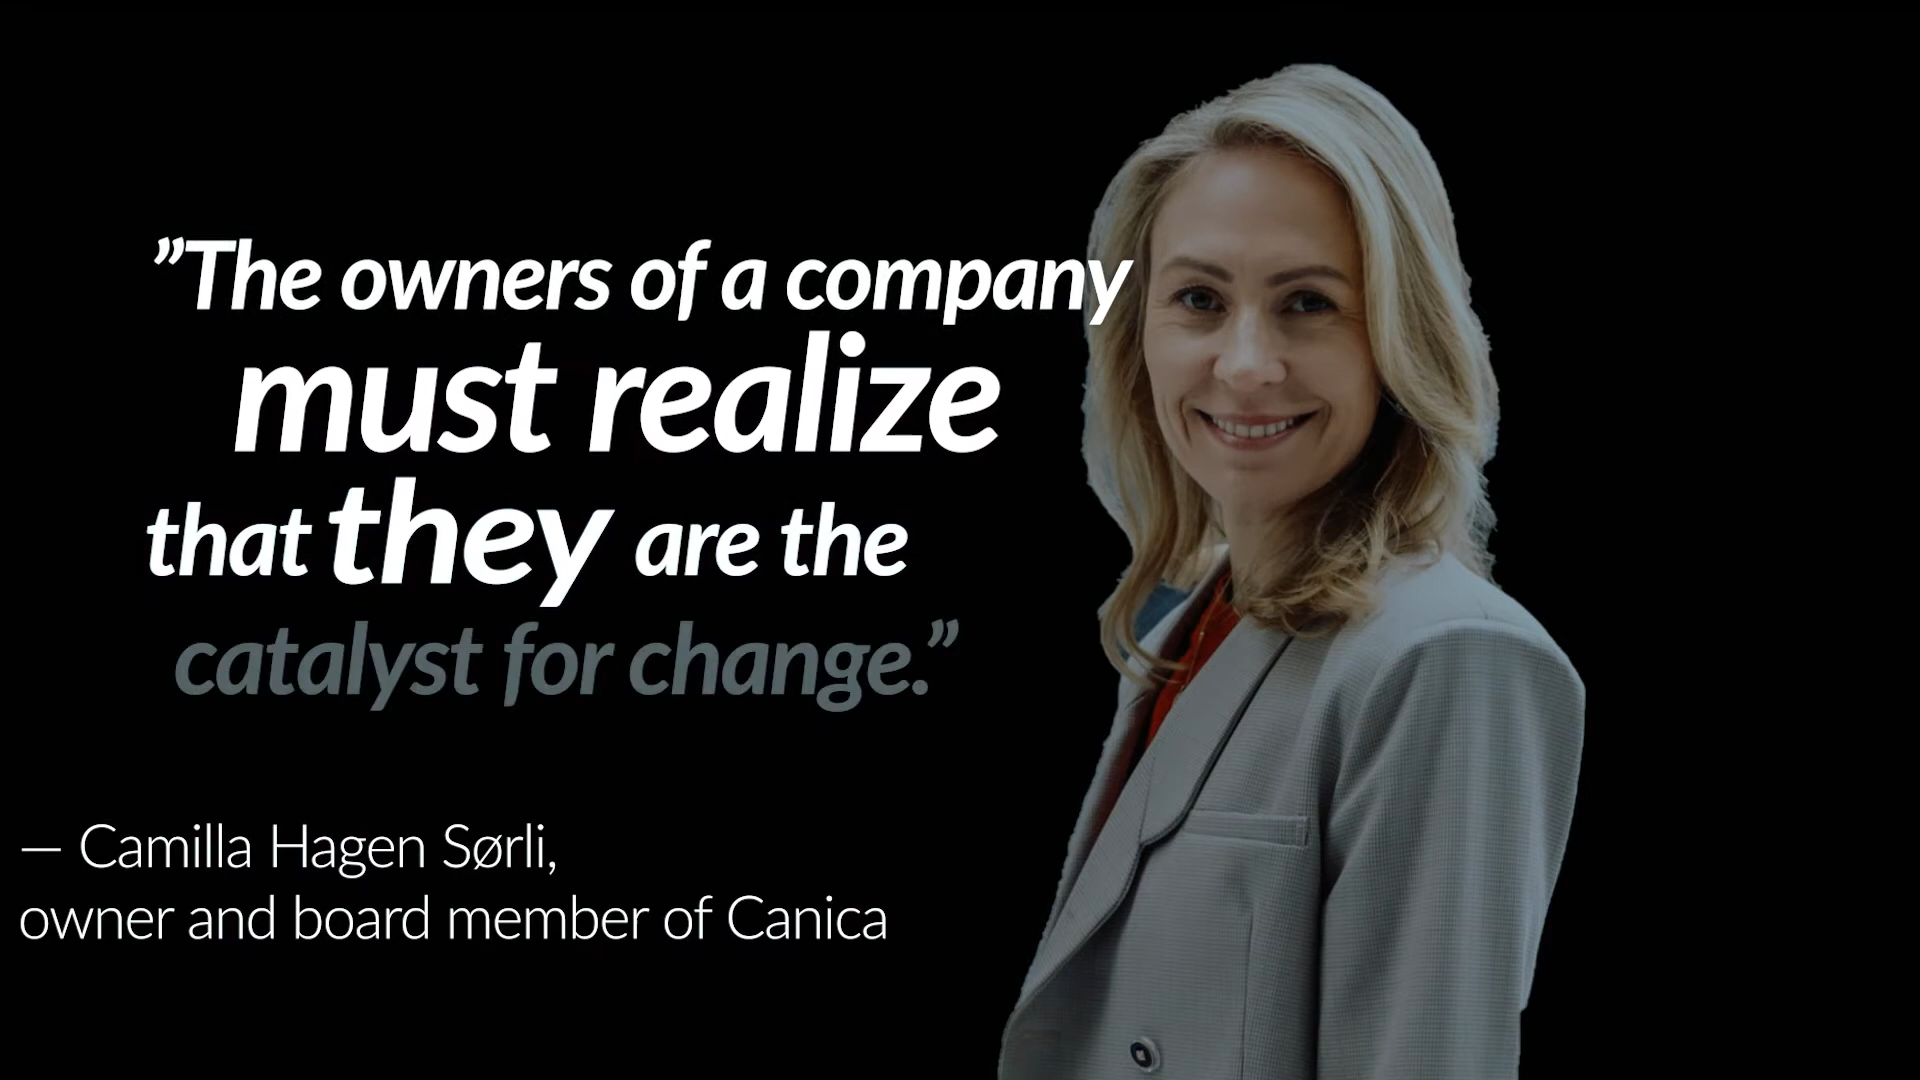 ”The owners of a company
must realize
that they are the
catalyst for change.”
— Camilla Hagen Sørli,
owner and board member of Canica